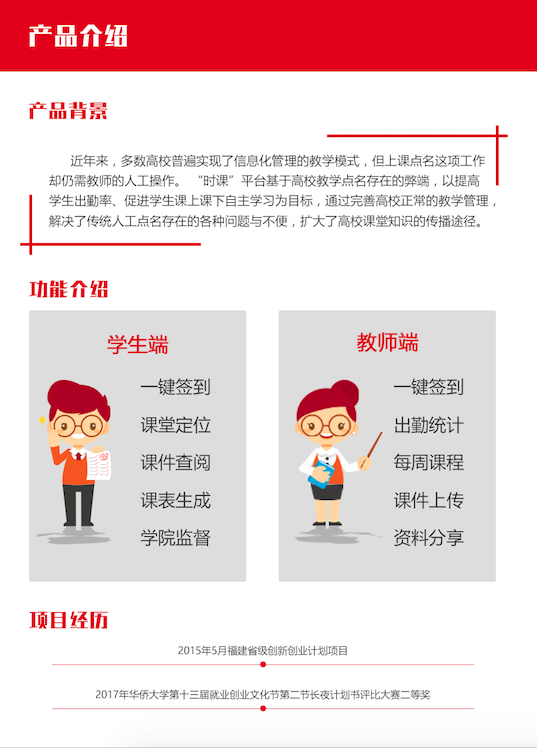 产品介绍
产品背景
近年来，多数高校普遍实现了信息化管理的教学模式，但上课点名这项工作
却仍需教师的人工操作。 “时课”平台基于高校教学点名存在的弊端，以提高
学生出勤率、促进学生课上课下自主学习为目标，通过完善高校正常的教学管理，
解决了传统人工点名存在的各种问题与不便，扩大了高校课堂知识的传播途径。
功能介绍
学生端
一键签到
课堂定位
课件查阅
课表生成
学院监督
教师端
一键签到
出勤统计
每周课程
课件上传
资料分享
项目经历
2015年5月福建省级创新创业计划项目
2017年华侨大学第十三届就业创业文化节第二节长夜计划书评比大赛二等奖